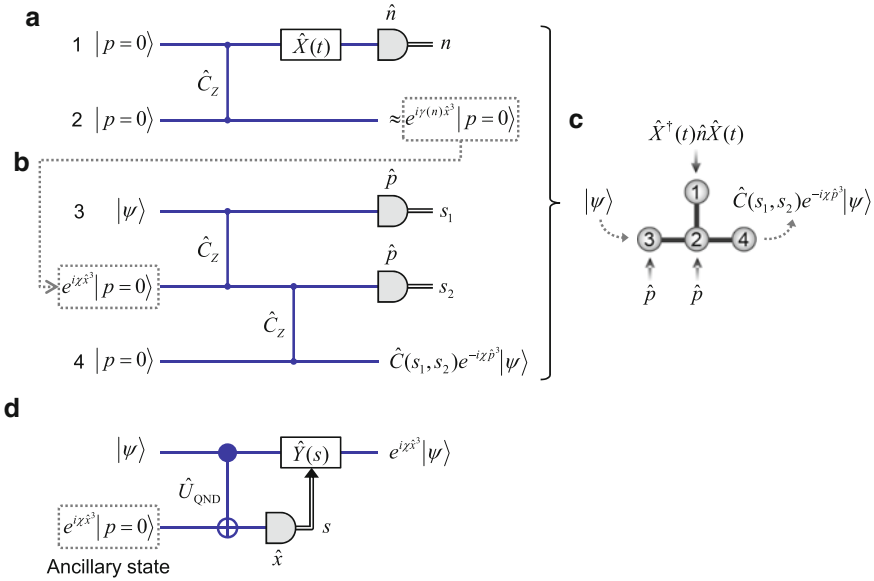 a
n̂
1 |p=0⟩ X̂(t) n
Ĉ_Z
2 |p=0⟩ ≈ e^{iγ(n)x̂³}|p=0⟩
b
p̂
3 |ψ⟩ s₁
Ĉ_Z
p̂
e^{iχx̂³}|p=0⟩ s₂
Ĉ_Z
4 |p=0⟩ Ĉ(s₁,s₂)e^{-iχp̂³}|ψ⟩
c
X̂†(t)n̂X̂(t)
1
|ψ⟩ Ĉ(s₁,s₂)e^{-iχp̂³}|ψ⟩
3 2 4
p̂ p̂
d
|ψ⟩ Ŷ(s) e^{iχx̂³}|ψ⟩
Û_QND
e^{iχx̂³}|p=0⟩ s
x̂
Ancillary state